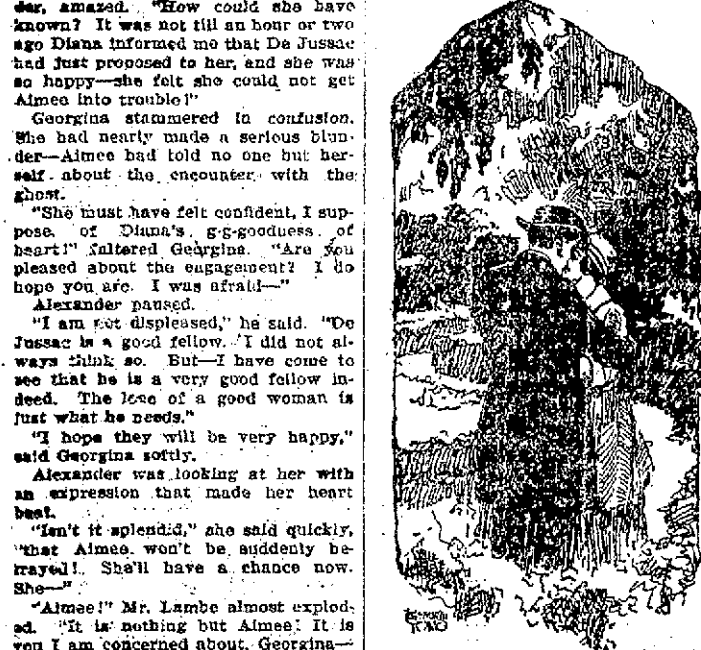 der, amazed. "How could she have
known? It was not till an hour or two
ago Diana informed me that De Jussac
had just proposed to her, and she was
so happy—she felt she could not get
Aimee into trouble!"
Georgina stammered in confusion.
She had nearly made a serious blun-
der—Aimee had told no one but her-
self about the encounter with the
ghost.
"She must have felt confident, I sup-
pose, of Diana's g-g-goodness of
heart!" faltered Georgina. "Are you
pleased about the engagement? I do
hope you are. I was afraid—"
Alexander paused.
"I am not displeased," he said. "De
Jussac is a good fellow. I did not al-
ways think so. But—I have come to
see that he is a very good fellow in-
deed. The love of a good woman is
just what he needs."
"I hope they will be very happy,"
said Georgina softly.
Alexander was looking at her with
an expression that made her heart
beat.
"Isn't it splendid," she said quickly,
"that Aimee won't be suddenly be-
trayed! She'll have a chance now.
She—"
"Aimee!" Mr. Lambe almost explod-
ed. "It is nothing but Aimee! It is
you I am concerned about, Georgina—